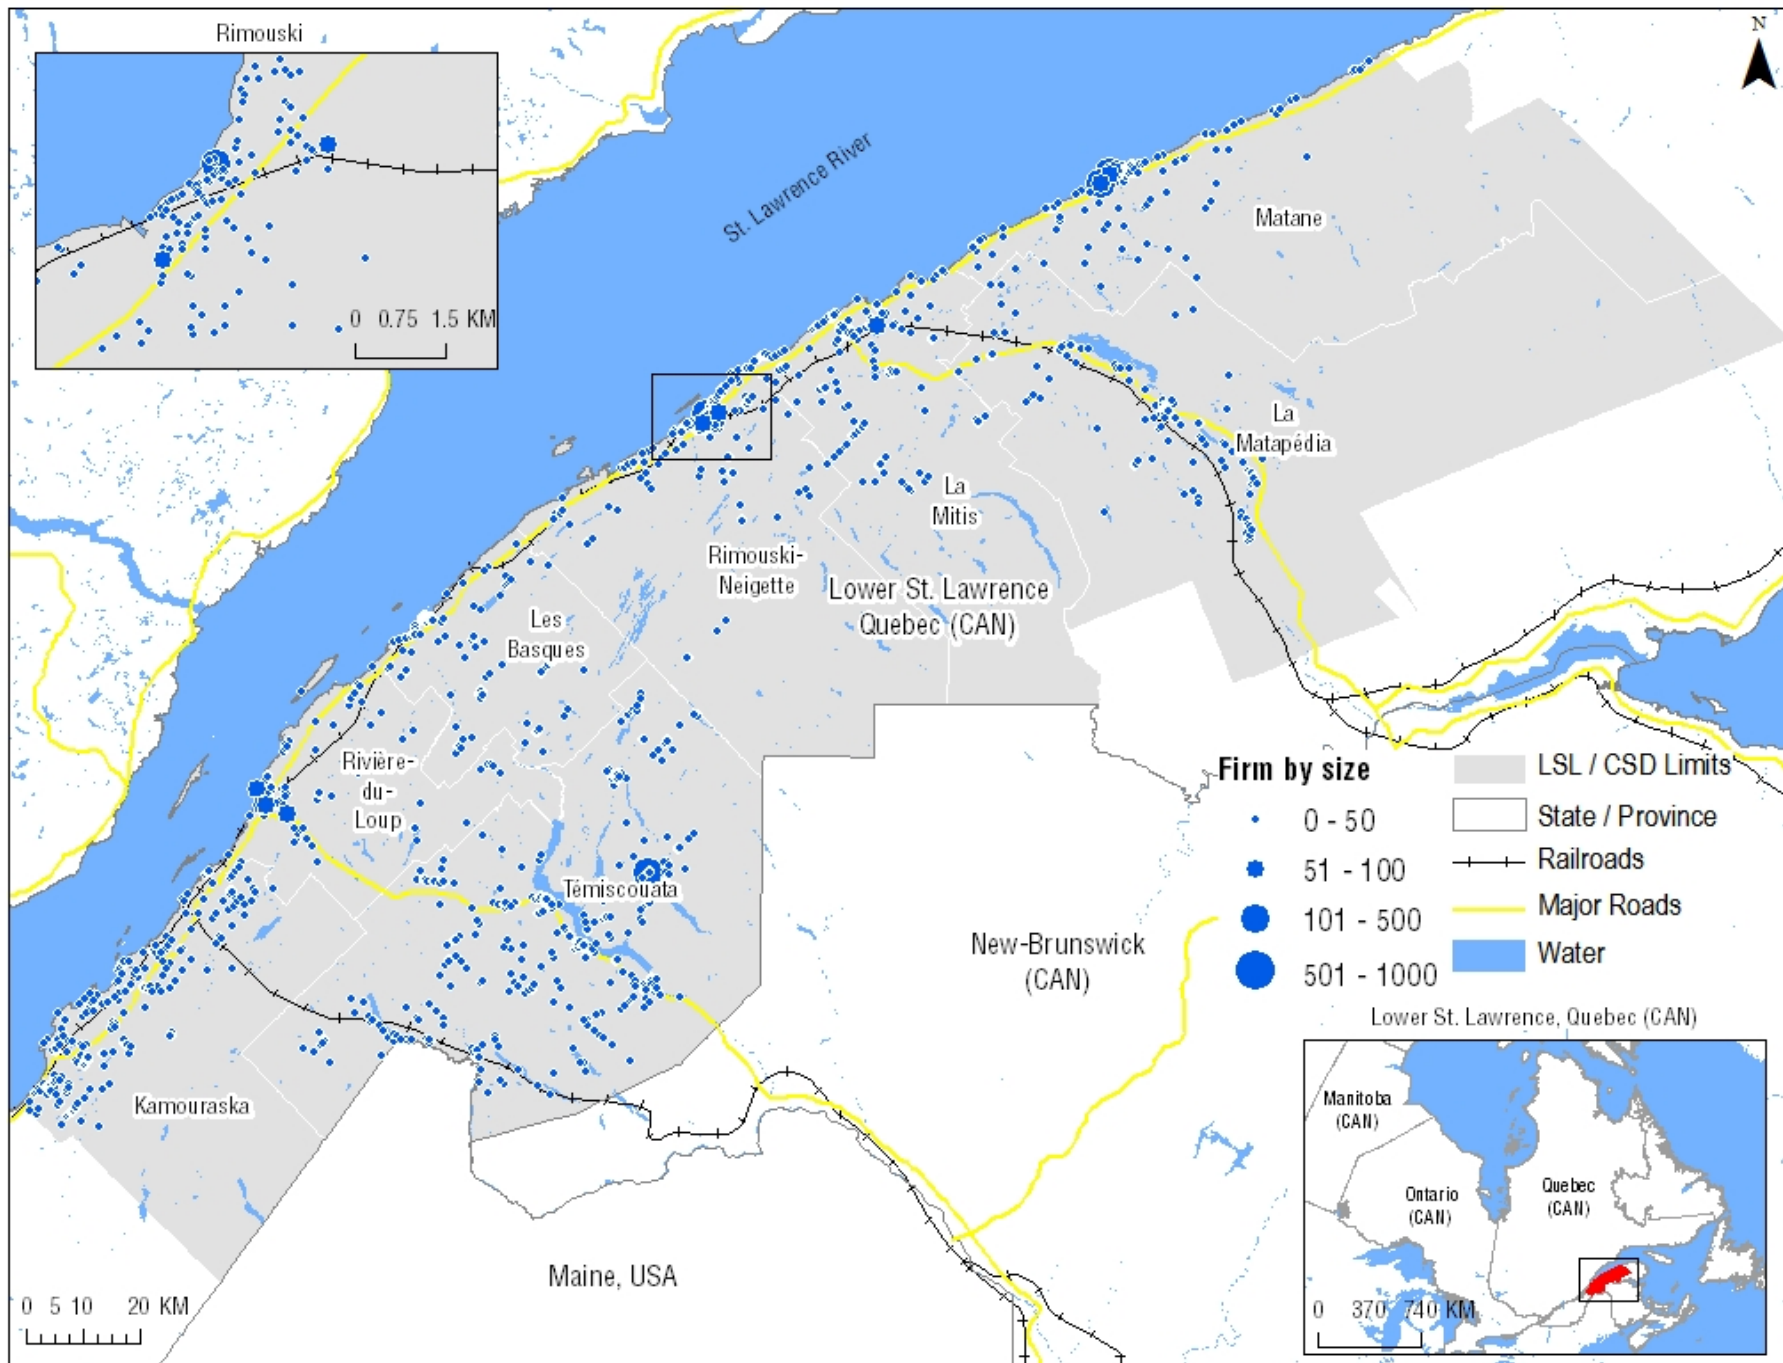 Rimouski
N
0 0.75 1.5 KM
St. Lawrence River
Matane
La
Matapédia
La
Mitis
Rimouski-
Neigette
Lower St. Lawrence
Quebec (CAN)
Les
Basques
Rivière-
du-
Loup
Témiscouata
Kamouraska
New-Brunswick
(CAN)
Maine, USA
0 5 10 20 KM
Firm by size
0 - 50
51 - 100
101 - 500
501 - 1000
LSL / CSD Limits
State / Province
Railroads
Major Roads
Water
Lower St. Lawrence, Quebec (CAN)
Manitoba
(CAN)
Ontario
(CAN)
Quebec
(CAN)
0 370 740 KM